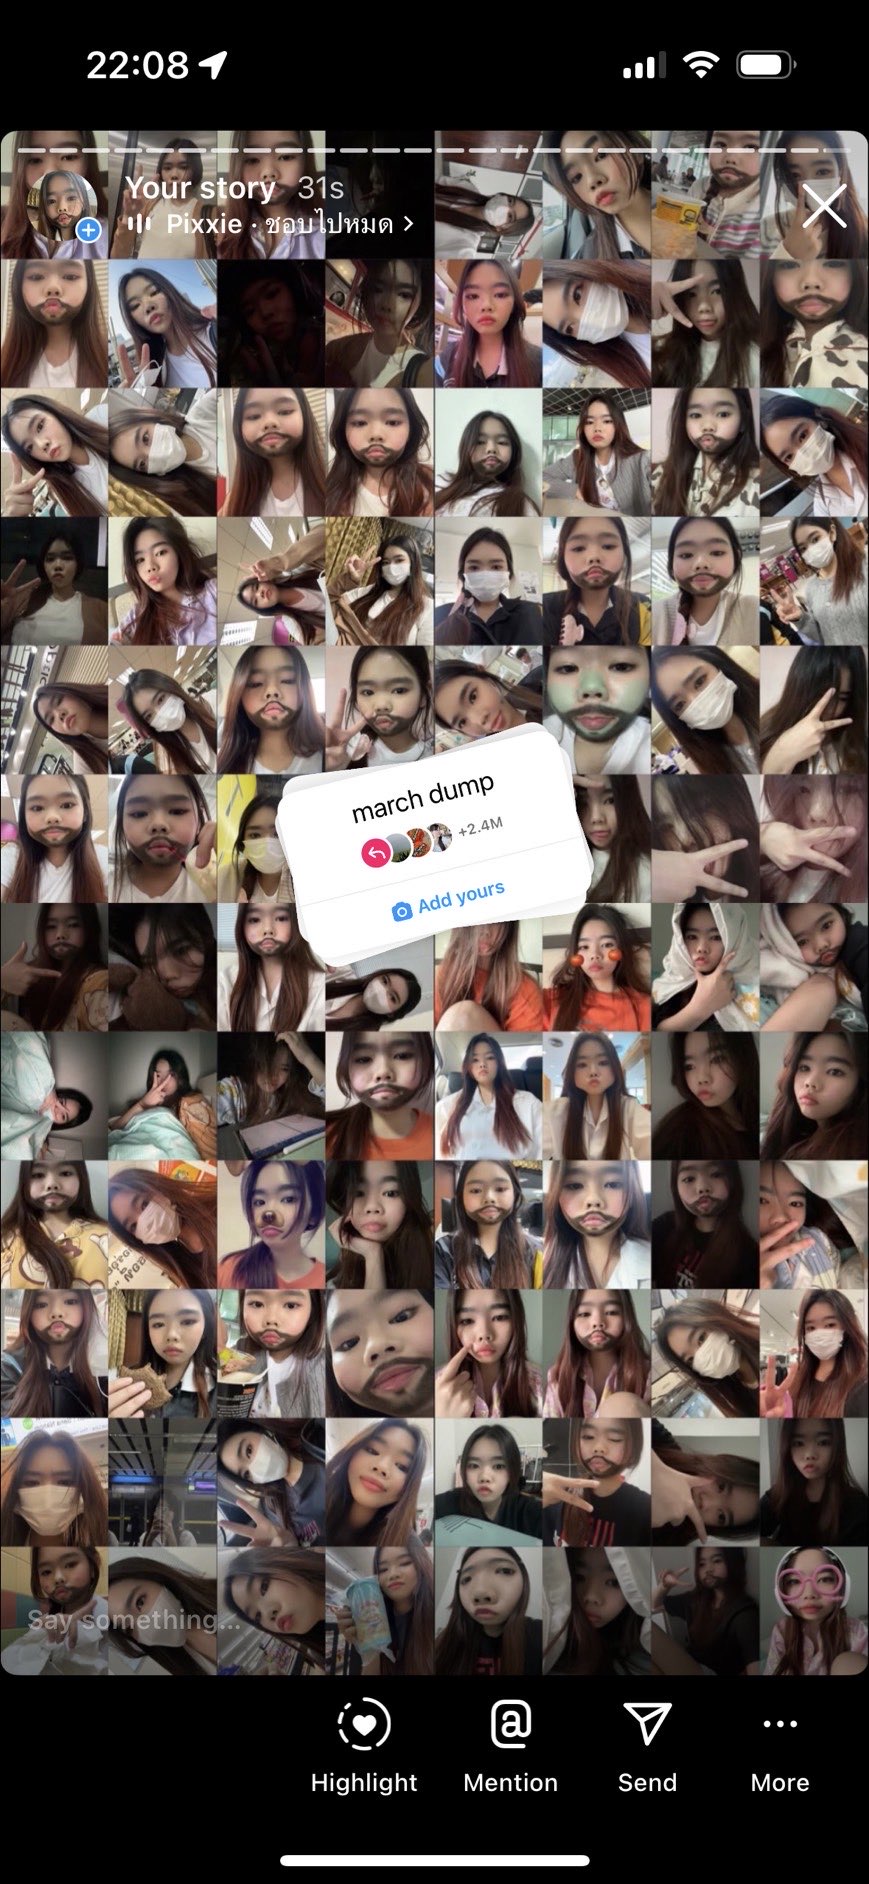 22:08
Your story 31s
Pixxie · ชอบไปหมด
march dump
+2.4M
Add yours
Say something...
Highlight Mention Send More